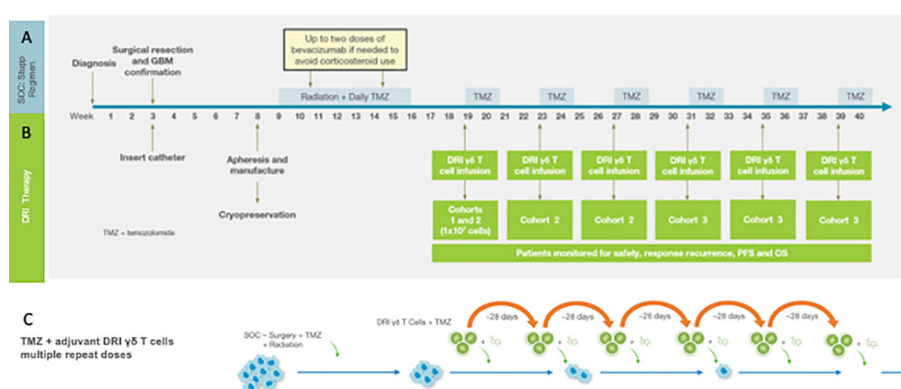 A
SOC: Stupp
Regimen
Diagnosis
Surgical resection
and GBM
confirmation
Up to two doses of
bevacizumab if needed to
avoid corticosteroid use
Radiation + Daily TMZ
TMZ
TMZ
TMZ
TMZ
TMZ
TMZ
Week 1 2 3 4 5 6 7 8 9 10 11 12 13 14 15 16 17 18 19 20 21 22 23 24 25 26 27 28 29 30 31 32 33 34 35 36 37 38 39 40
B
DRI Therapy
Insert catheter
Apheresis and
manufacture
Cryopreservation
TMZ = temozolomide
DRI γδ T
cell infusion
DRI γδ T
cell infusion
DRI γδ T
cell infusion
DRI γδ T
cell infusion
DRI γδ T
cell infusion
DRI γδ T
cell infusion
Cohorts
1 and 2
(1x10⁷ cells)
Cohort 2
Cohort 2
Cohort 3
Cohort 3
Cohort 3
Patients monitored for safety, response recurrence, PFS and OS
C
TMZ + adjuvant DRI γδ T cells
multiple repeat doses
SOC – Surgery + TMZ
+ Radiation
DRI γδ T Cells + TMZ
~28 days
~28 days
~28 days
~28 days
~28 days
+
+
+
+
+
+